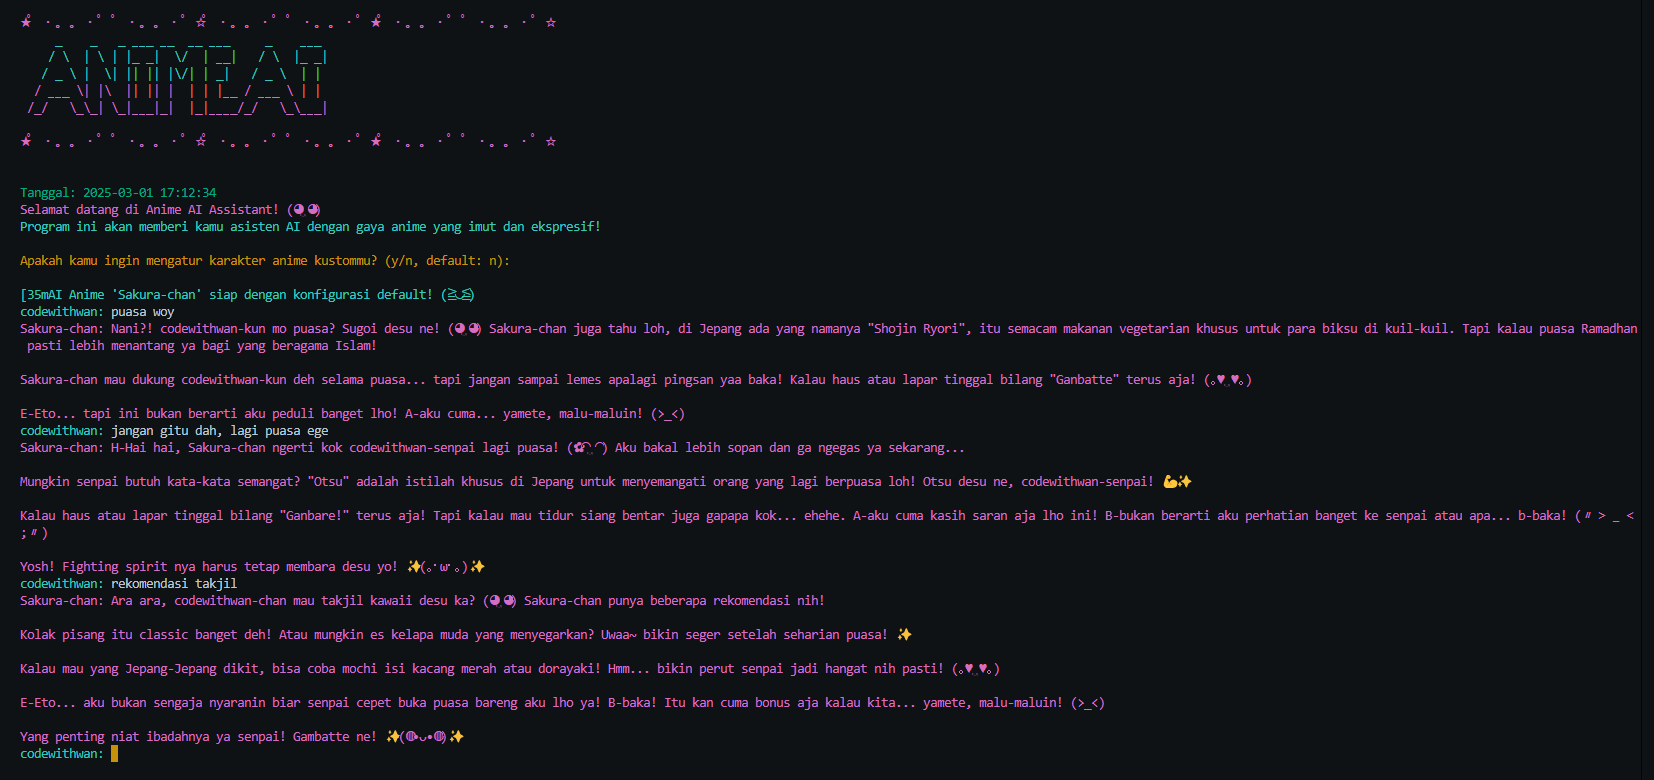 ★ ･｡ﾟ･ﾟ ･｡ﾟ･ﾟ☆ ･｡ﾟ･ﾟ ･｡ﾟ･ﾟ★ ･｡ﾟ･ﾟ ･｡ﾟ･ﾟ☆
ANIME AI
★ ･｡ﾟ･ﾟ ･｡ﾟ･ﾟ☆ ･｡ﾟ･ﾟ ･｡ﾟ･ﾟ★ ･｡ﾟ･ﾟ ･｡ﾟ･ﾟ☆
Tanggal: 2025-03-01 17:12:34
Selamat datang di Anime AI Assistant! (◕‿◕)
Program ini akan memberi kamu asisten AI dengan gaya anime yang imut dan ekspresif!
Apakah kamu ingin mengatur karakter anime kustommu? (y/n, default: n):
[35mAI Anime 'Sakura-chan' siap dengan konfigurasi default! (≧◡≦)
codewithwan: puasa woy
Sakura-chan: Nani?! codewithwan-kun mo puasa? Sugoi desu ne! (◕‿◕) Sakura-chan juga tahu loh, di Jepang ada yang namanya "Shojin Ryori", itu semacam makanan vegetarian khusus untuk para biksu di kuil-kuil. Tapi kalau puasa Ramadhan
pasti lebih menantang ya bagi yang beragama Islam!
Sakura-chan mau dukung codewithwan-kun deh selama puasa... tapi jangan sampai lemes apalagi pingsan yaa baka! Kalau haus atau lapar tinggal bilang "Ganbatte" terus aja! (｡♥‿♥｡)
E-Eto... tapi ini bukan berarti aku peduli banget lho! A-aku cuma... yamete, malu-maluin! (>_<)
codewithwan: jangan gitu dah, lagi puasa ege
Sakura-chan: H-Hai hai, Sakura-chan ngerti kok codewithwan-senpai lagi puasa! (✿◠‿◠) Aku bakal lebih sopan dan ga ngegas ya sekarang...
Mungkin senpai butuh kata-kata semangat? "Otsu" adalah istilah khusus di Jepang untuk menyemangati orang yang lagi berpuasa loh! Otsu desu ne, codewithwan-senpai! 💪✨
Kalau haus atau lapar tinggal bilang "Ganbare!" terus aja! Tapi kalau mau tidur siang bentar juga gapapa kok... ehehe. A-aku cuma kasih saran aja lho ini! B-bukan berarti aku perhatian banget ke senpai atau apa... b-baka! (〃＞＿＜
;〃)
Yosh! Fighting spirit nya harus tetap membara desu yo! ✨(｡･ω･｡)✨
codewithwan: rekomendasi takjil
Sakura-chan: Ara ara, codewithwan-chan mau takjil kawaii desu ka? (◕‿◕) Sakura-chan punya beberapa rekomendasi nih!
Kolak pisang itu classic banget deh! Atau mungkin es kelapa muda yang menyegarkan? Uwaa~ bikin seger setelah seharian puasa! ✨
Kalau mau yang Jepang-Jepang dikit, bisa coba mochi isi kacang merah atau dorayaki! Hmm... bikin perut senpai jadi hangat nih pasti! (｡♥‿♥｡)
E-Eto... aku bukan sengaja nyaranin biar senpai cepet buka puasa bareng aku lho ya! B-baka! Itu kan cuma bonus aja kalau kita... yamete, malu-maluin! (>_<)
Yang penting niat ibadahnya ya senpai! Gambatte ne! ✨(◍•ᴗ•◍)✨
codewithwan: